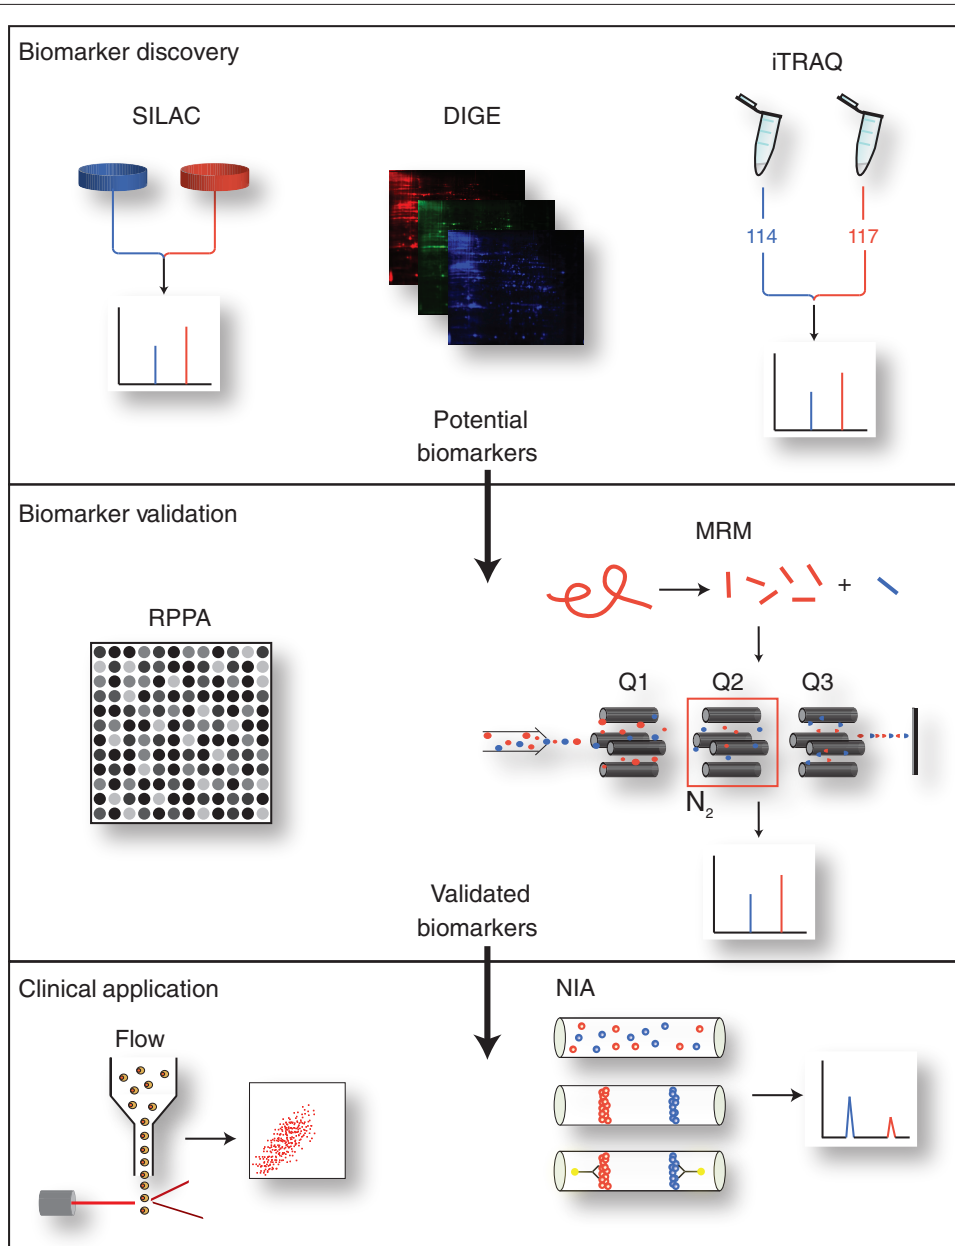 Biomarker discovery
SILAC
DIGE
iTRAQ
114
117
Potential
biomarkers
Biomarker validation
RPPA
MRM
+
Q1
Q2
Q3
N2
Validated
biomarkers
Clinical application
Flow
NIA